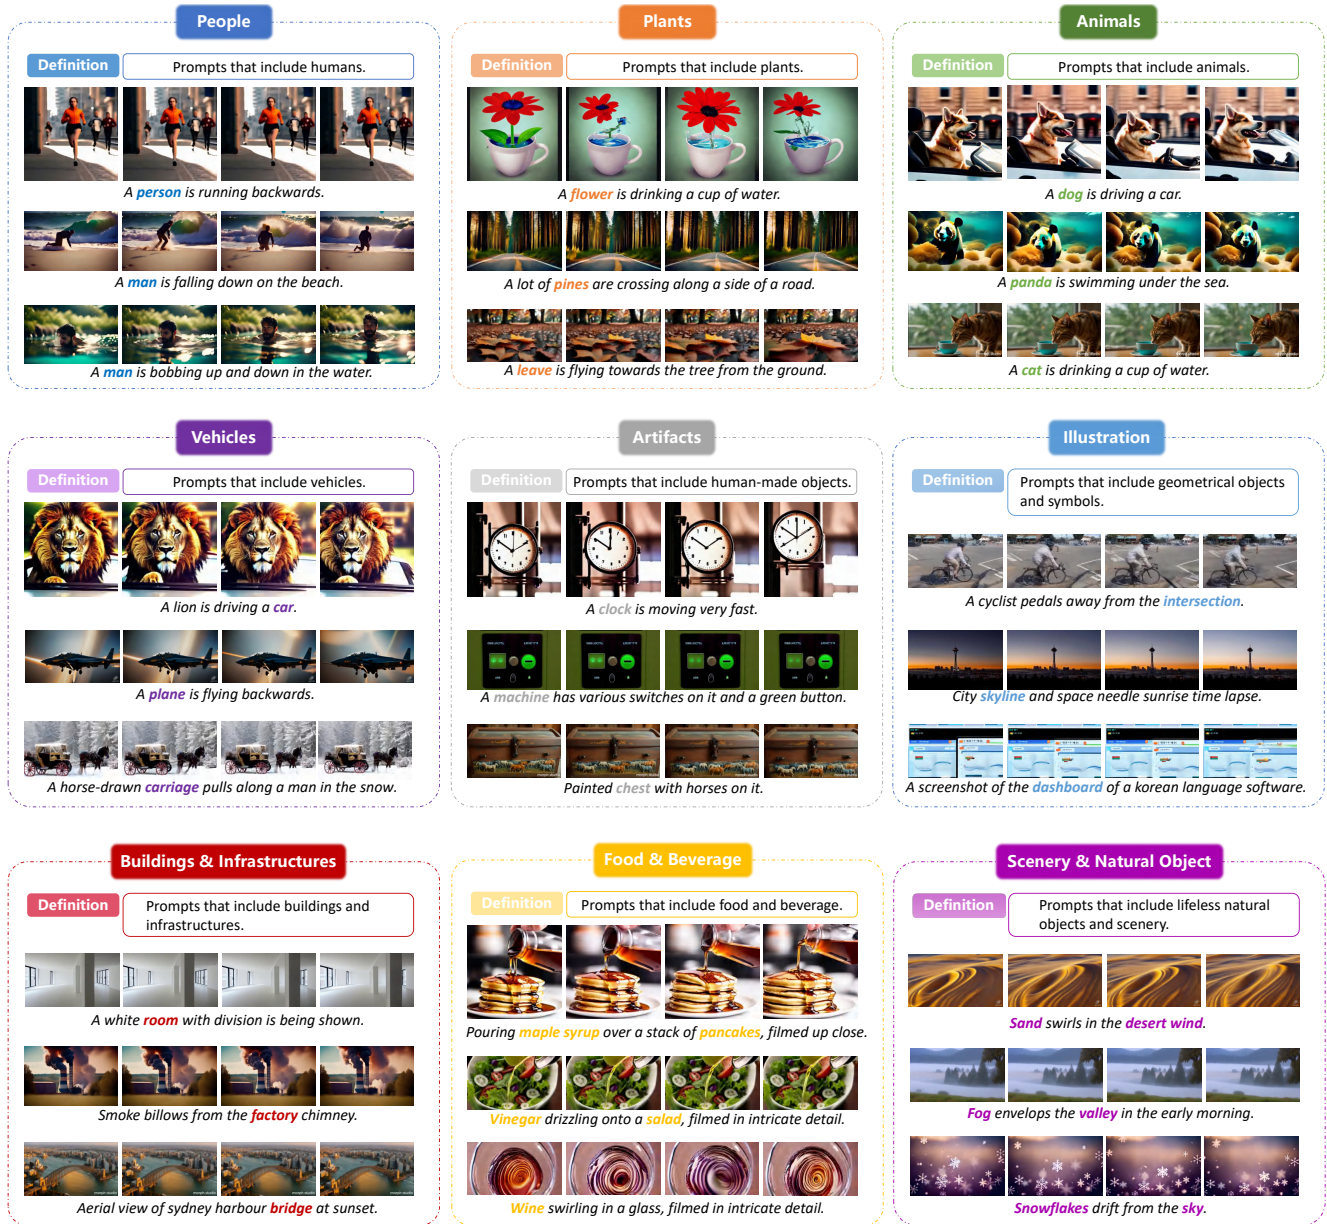 People
Definition
Prompts that include humans.
A person is running backwards.
A man is falling down on the beach.
A man is bobbing up and down in the water.
Plants
Definition
Prompts that include plants.
A flower is drinking a cup of water.
A lot of pines are crossing along a side of a road.
A leave is flying towards the tree from the ground.
Animals
Definition
Prompts that include animals.
A dog is driving a car.
A panda is swimming under the sea.
A cat is drinking a cup of water.
Vehicles
Definition
Prompts that include vehicles.
A lion is driving a car.
A plane is flying backwards.
A horse-drawn carriage pulls along a man in the snow.
Artifacts
Definition
Prompts that include human-made objects.
A clock is moving very fast.
A machine has various switches on it and a green button.
Painted chest with horses on it.
Illustration
Definition
Prompts that include geometrical objects
and symbols.
A cyclist pedals away from the intersection.
City skyline and space needle sunrise time lapse.
A screenshot of the dashboard of a korean language software.
Buildings & Infrastructures
Definition
Prompts that include buildings and
infrastructures.
A white room with division is being shown.
Smoke billows from the factory chimney.
Aerial view of sydney harbour bridge at sunset.
Food & Beverage
Definition
Prompts that include food and beverage.
Pouring maple syrup over a stack of pancakes, filmed up close.
Vinegar drizzling onto a salad, filmed in intricate detail.
Wine swirling in a glass, filmed in intricate detail.
Scenery & Natural Object
Definition
Prompts that include lifeless natural
objects and scenery.
Sand swirls in the desert wind.
Fog envelops the valley in the early morning.
Snowflakes drift from the sky.